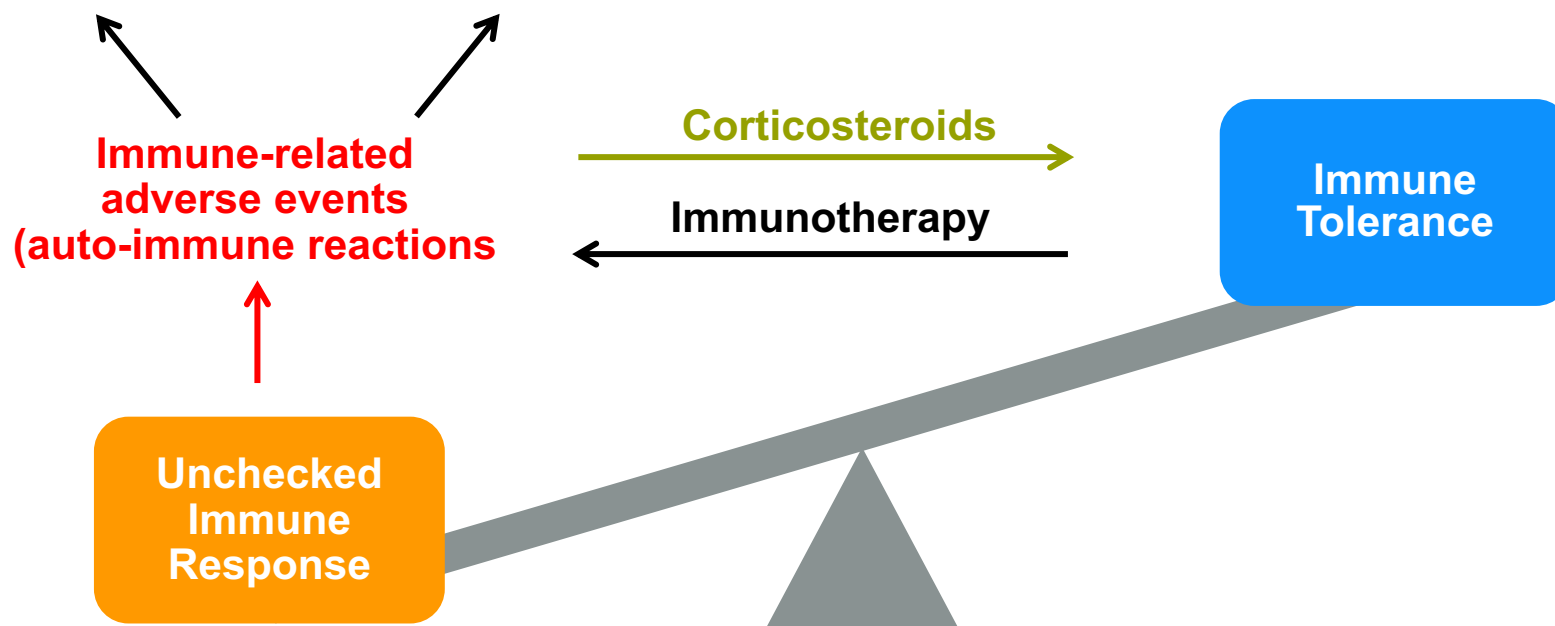 Immune-related
adverse events
(auto-immune reactions
Corticosteroids
Immunotherapy
Immune
Tolerance
Unchecked
Immune
Response